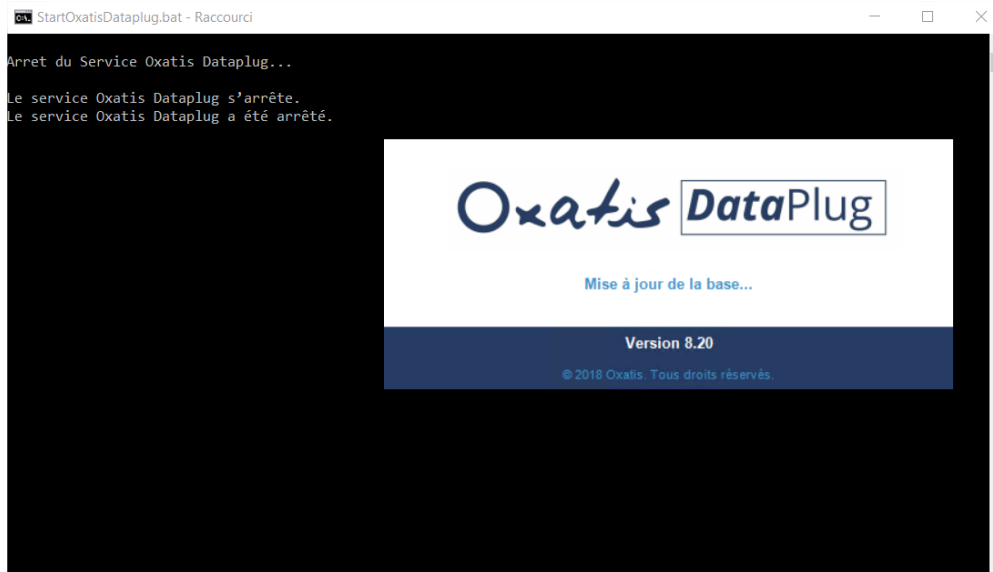 StartOxatisDataplug.bat - Raccourci
Arret du Service Oxatis Dataplug...
Le service Oxatis Dataplug s’arrête.
Le service Oxatis Dataplug a été arrêté.
Oxatis DataPlug
Mise à jour de la base...
Version 8.20
© 2018 Oxatis. Tous droits réservés.